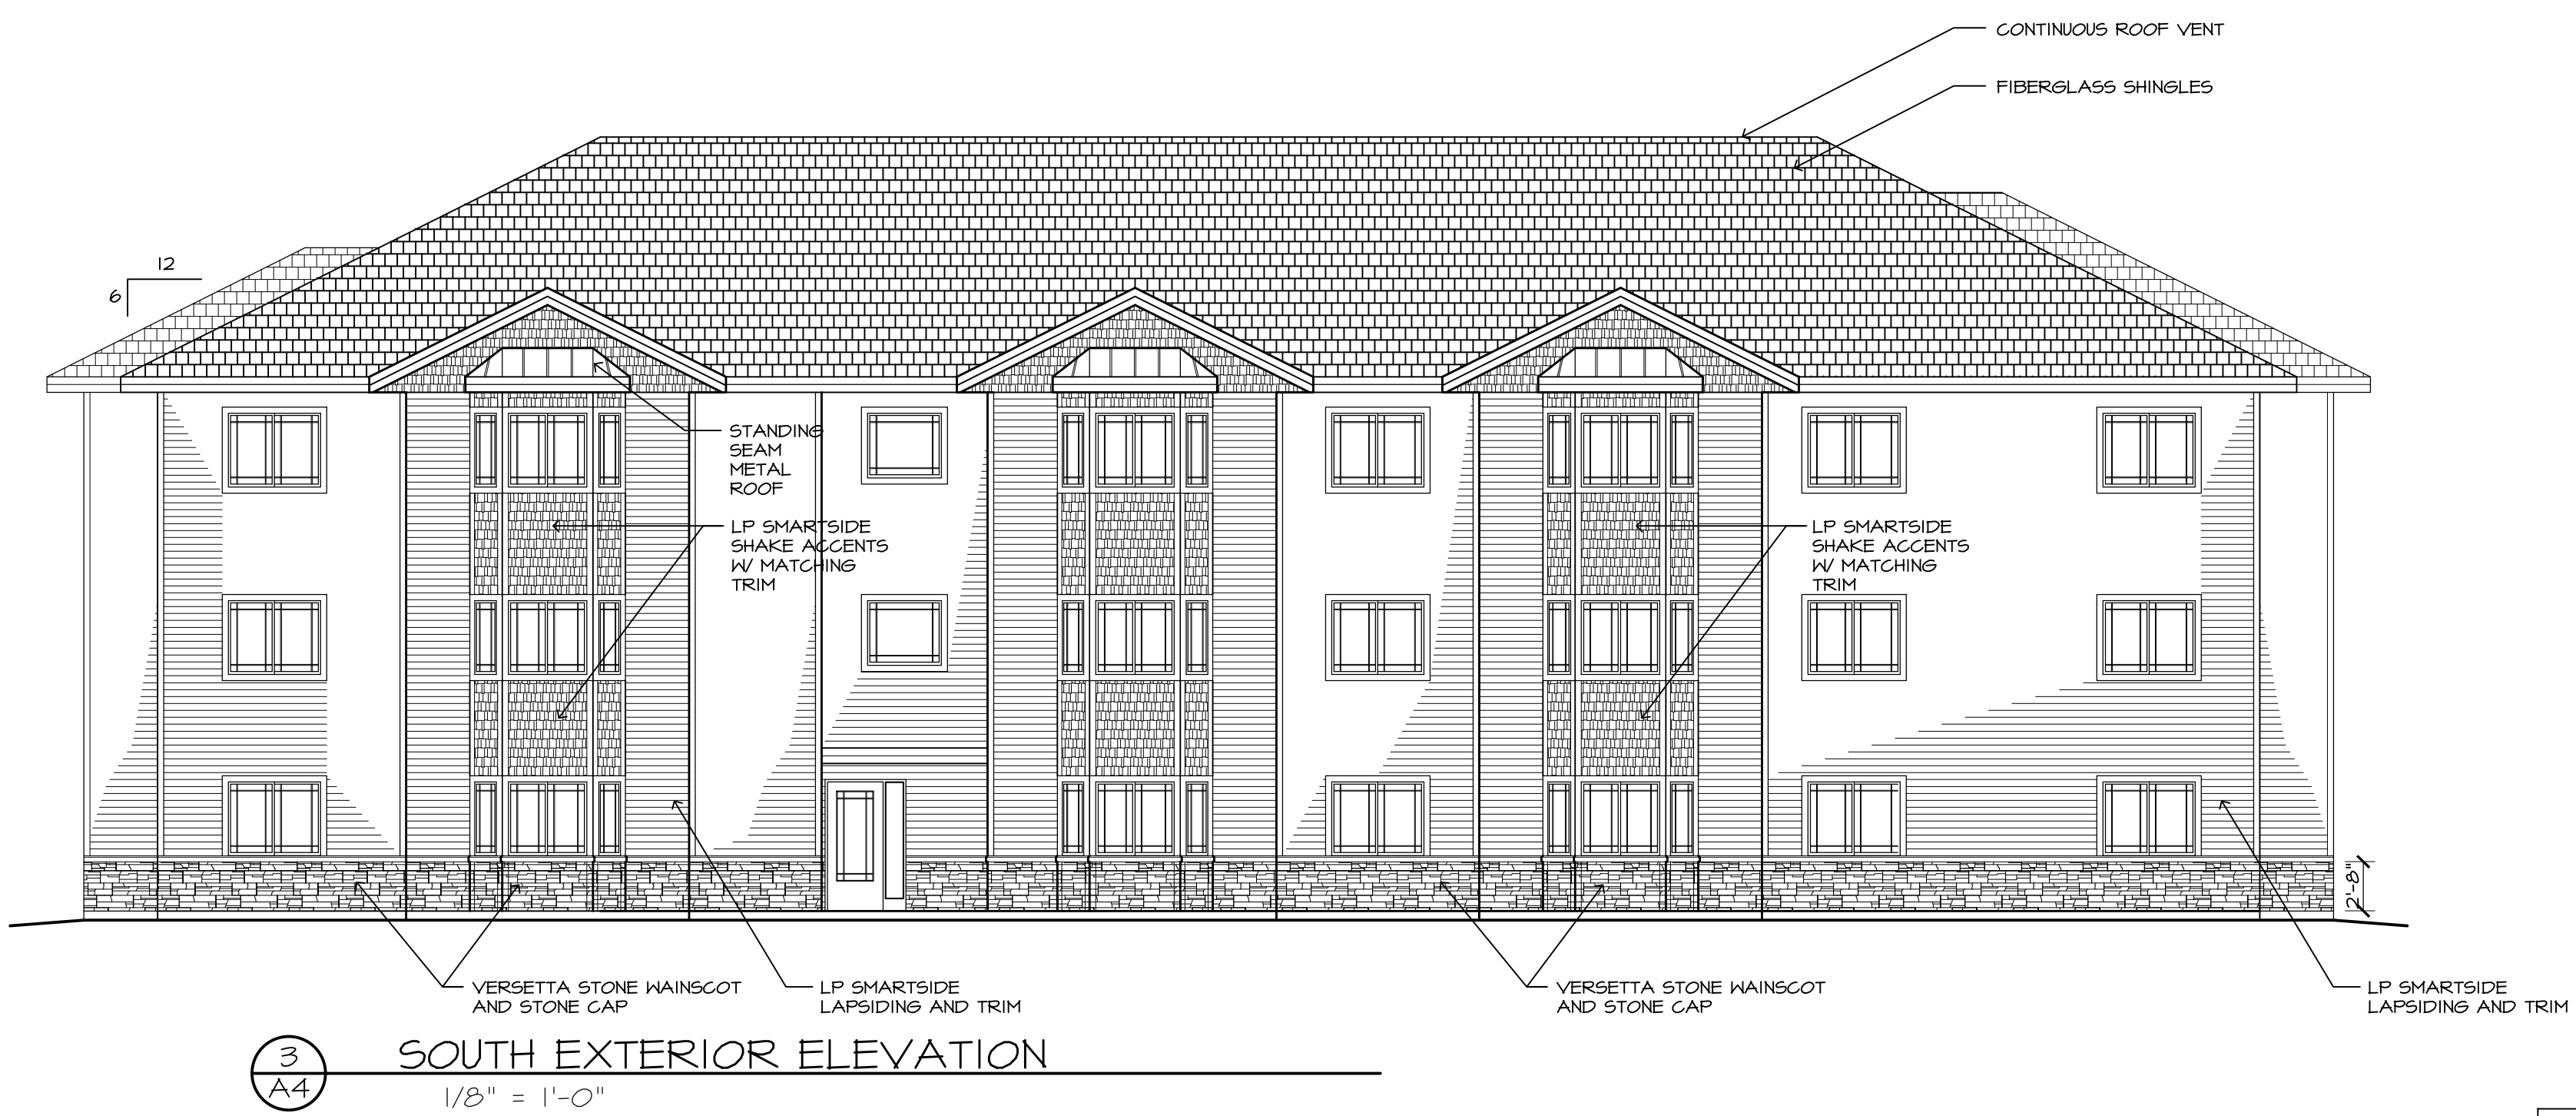 CONTINUOUS ROOF VENT
FIBERGLASS SHINGLES
12
6
STANDING
SEAM
METAL
ROOF
LP SMARTSIDE
SHAKE ACCENTS
W/ MATCHING
TRIM
LP SMARTSIDE
SHAKE ACCENTS
W/ MATCHING
TRIM
2'-8"
VERSETTA STONE WAINSCOT
AND STONE CAP
LP SMARTSIDE
LAPSIDING AND TRIM
VERSETTA STONE WAINSCOT
AND STONE CAP
LP SMARTSIDE
LAPSIDING AND TRIM
3
A4
SOUTH EXTERIOR ELEVATION
1/8" = 1'-0"